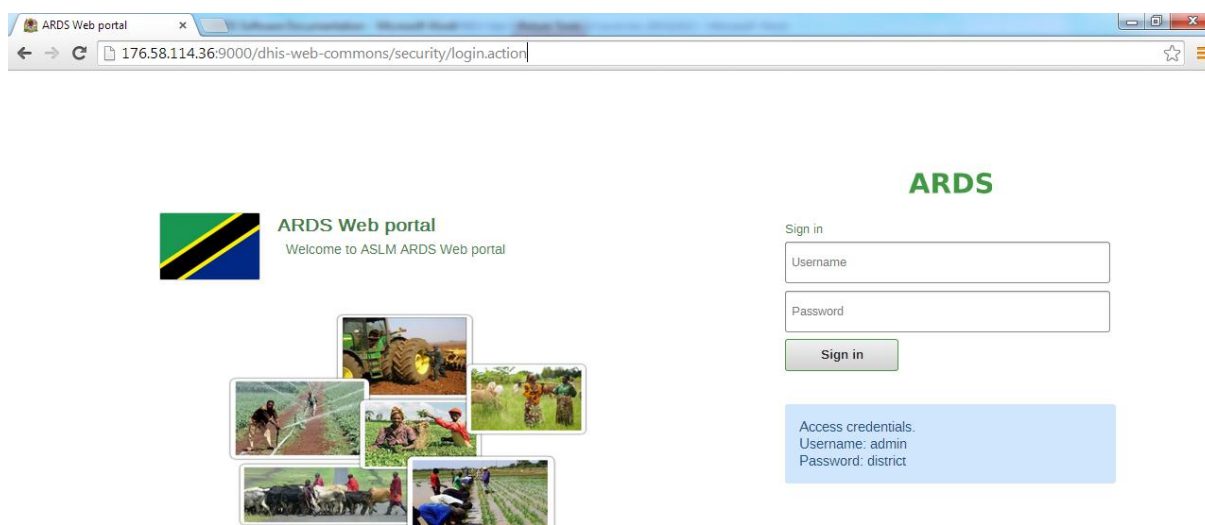 ARDS Web portal
176.58.114.36:9000/dhis-web-commons/security/login.action
ARDS
ARDS Web portal
Welcome to ASLM ARDS Web portal
Sign in
Username
Password
Sign in
Access credentials.
Username: admin
Password: district